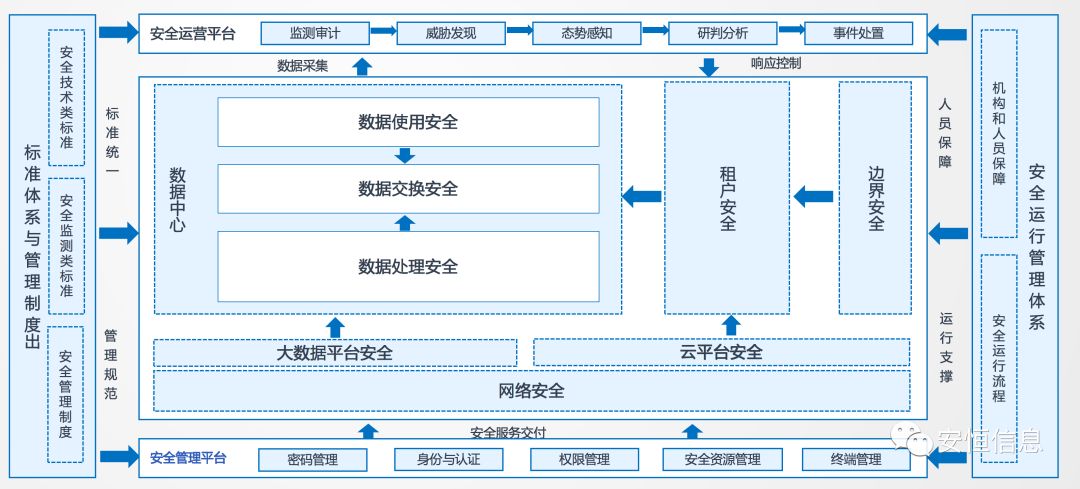 安全运营平台
监测审计
威胁发现
态势感知
研判分析
事件处置
数据采集
响应控制
标准体系与管理制度出
安全技术类标准
安全监测类标准
安全管理制度
标准统一
管理规范
数据中心
数据使用安全
数据交换安全
数据处理安全
租户安全
边界安全
大数据平台安全
云平台安全
网络安全
人员保障
运行支撑
机构和人员保障
安全运行流程
安全运行管理体系
安全服务交付
安全管理平台
密码管理
身份与认证
权限管理
安全资源管理
终端管理
安恒信息